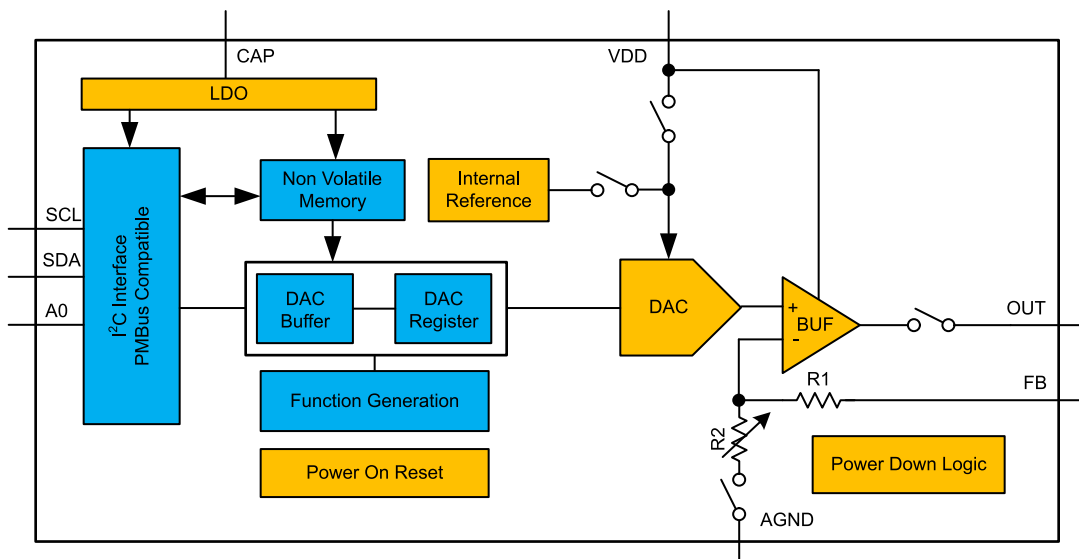 CAP
VDD
LDO
Non Volatile
Memory
Internal
Reference
SCL
SDA
A0
I²C Interface
PMBus Compatible
DAC
Buffer
DAC
Register
DAC
+
BUF
-
OUT
R1
FB
R2
Function Generation
Power On Reset
Power Down Logic
AGND